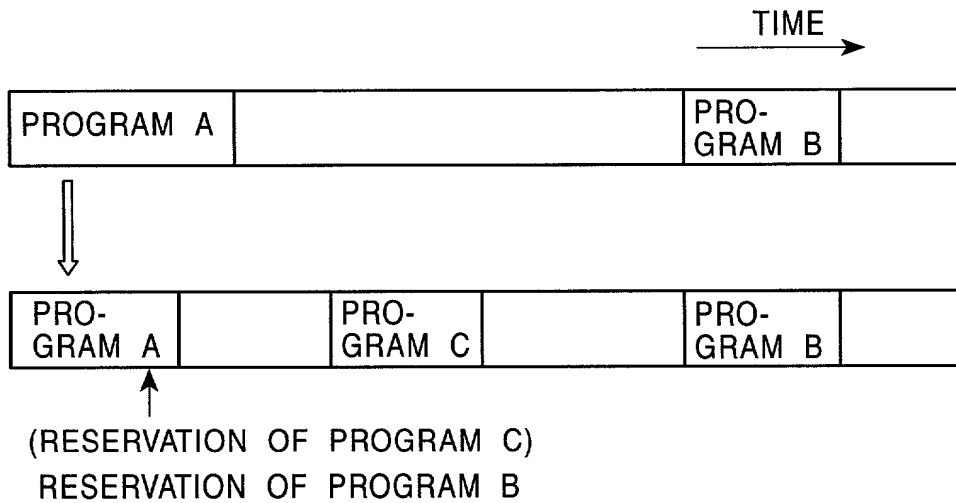 TIME
PROGRAM A
PRO-
GRAM B
PRO-
GRAM A
PRO-
GRAM C
PRO-
GRAM B
(RESERVATION OF PROGRAM C)
RESERVATION OF PROGRAM B